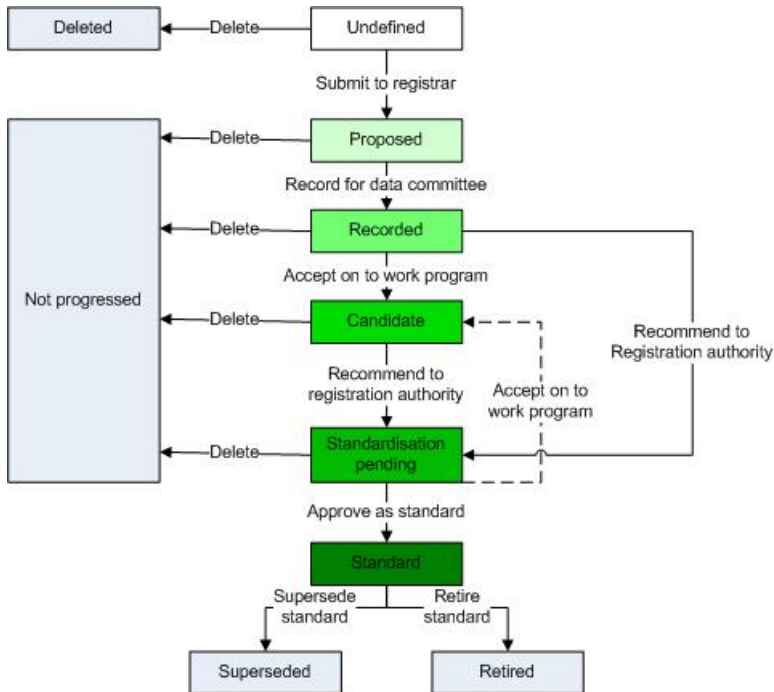 Deleted
Delete
Undefined
Submit to registrar
Delete
Proposed
Record for data committee
Delete
Recorded
Accept on to work program
Not progressed
Delete
Candidate
Recommend to
Registration authority
Recommend to
registration authority
Accept on to
work program
Delete
Standardisation
pending
Approve as standard
Standard
Supersede
standard
Retire
standard
Superseded
Retired